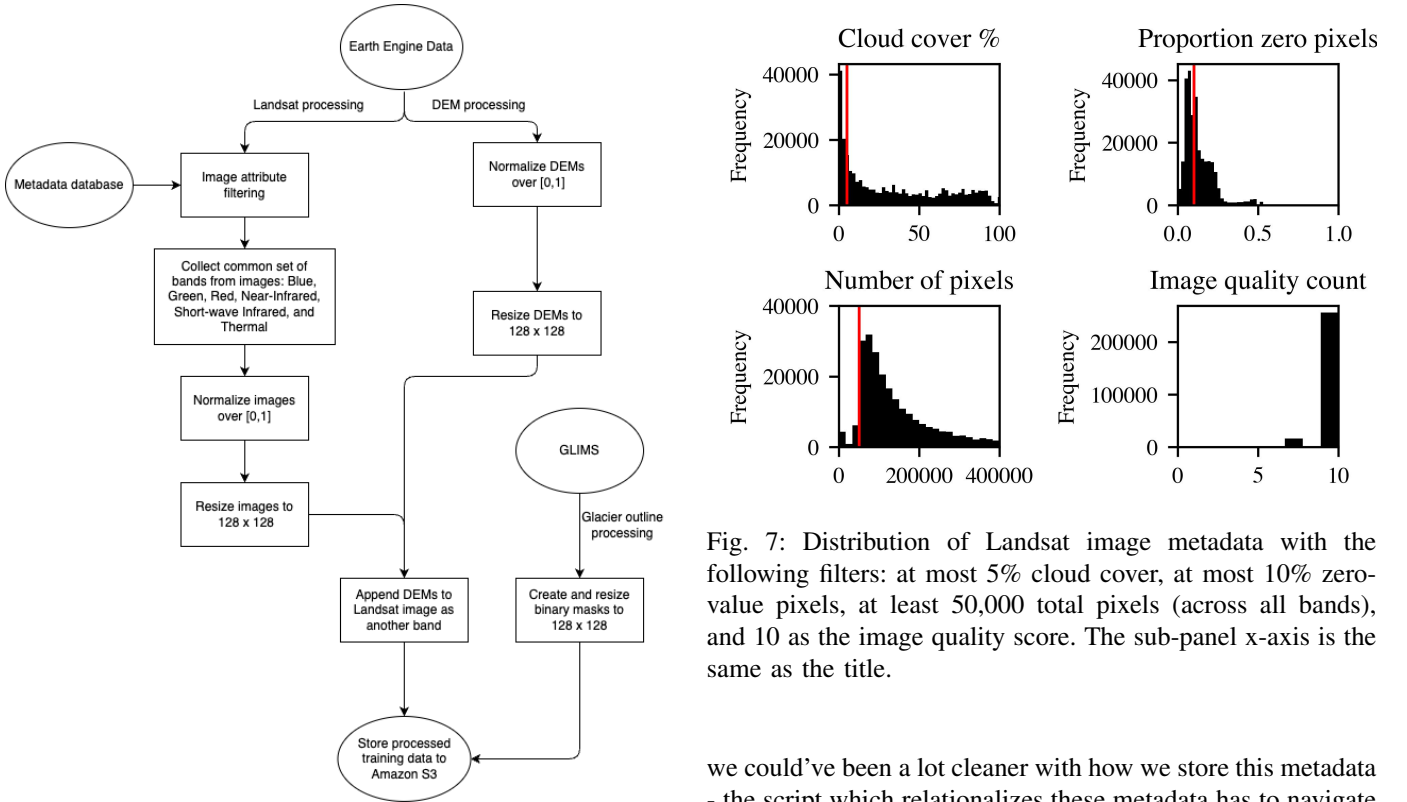 Earth Engine Data
Landsat processing
DEM processing
Metadata database
Image attribute
filtering
Normalize DEMs
over [0,1]
Collect common set of
bands from images: Blue,
Green, Red, Near-Infrared,
Short-wave Infrared, and
Thermal
Resize DEMs to
128 x 128
Normalize images
over [0,1]
GLIMS
Resize images to
128 x 128
Glacier outline
processing
Append DEMs to
Landsat image as
another band
Create and resize
binary masks to
128 x 128
Store processed
training data to
Amazon S3
Cloud cover %
Frequency
40000
20000
0
0 50 100
Proportion zero pixels
Frequency
40000
20000
0
0.0 0.5 1.0
Number of pixels
Frequency
40000
20000
0
0 200000 400000
Image quality count
Frequency
200000
100000
0
0 5 10
Fig. 7: Distribution of Landsat image metadata with the
following filters: at most 5% cloud cover, at most 10% zero-
value pixels, at least 50,000 total pixels (across all bands),
and 10 as the image quality score. The sub-panel x-axis is the
same as the title.
we could've been a lot cleaner with how we store this metadata
- the script which relationalizes these metadata has to navigate